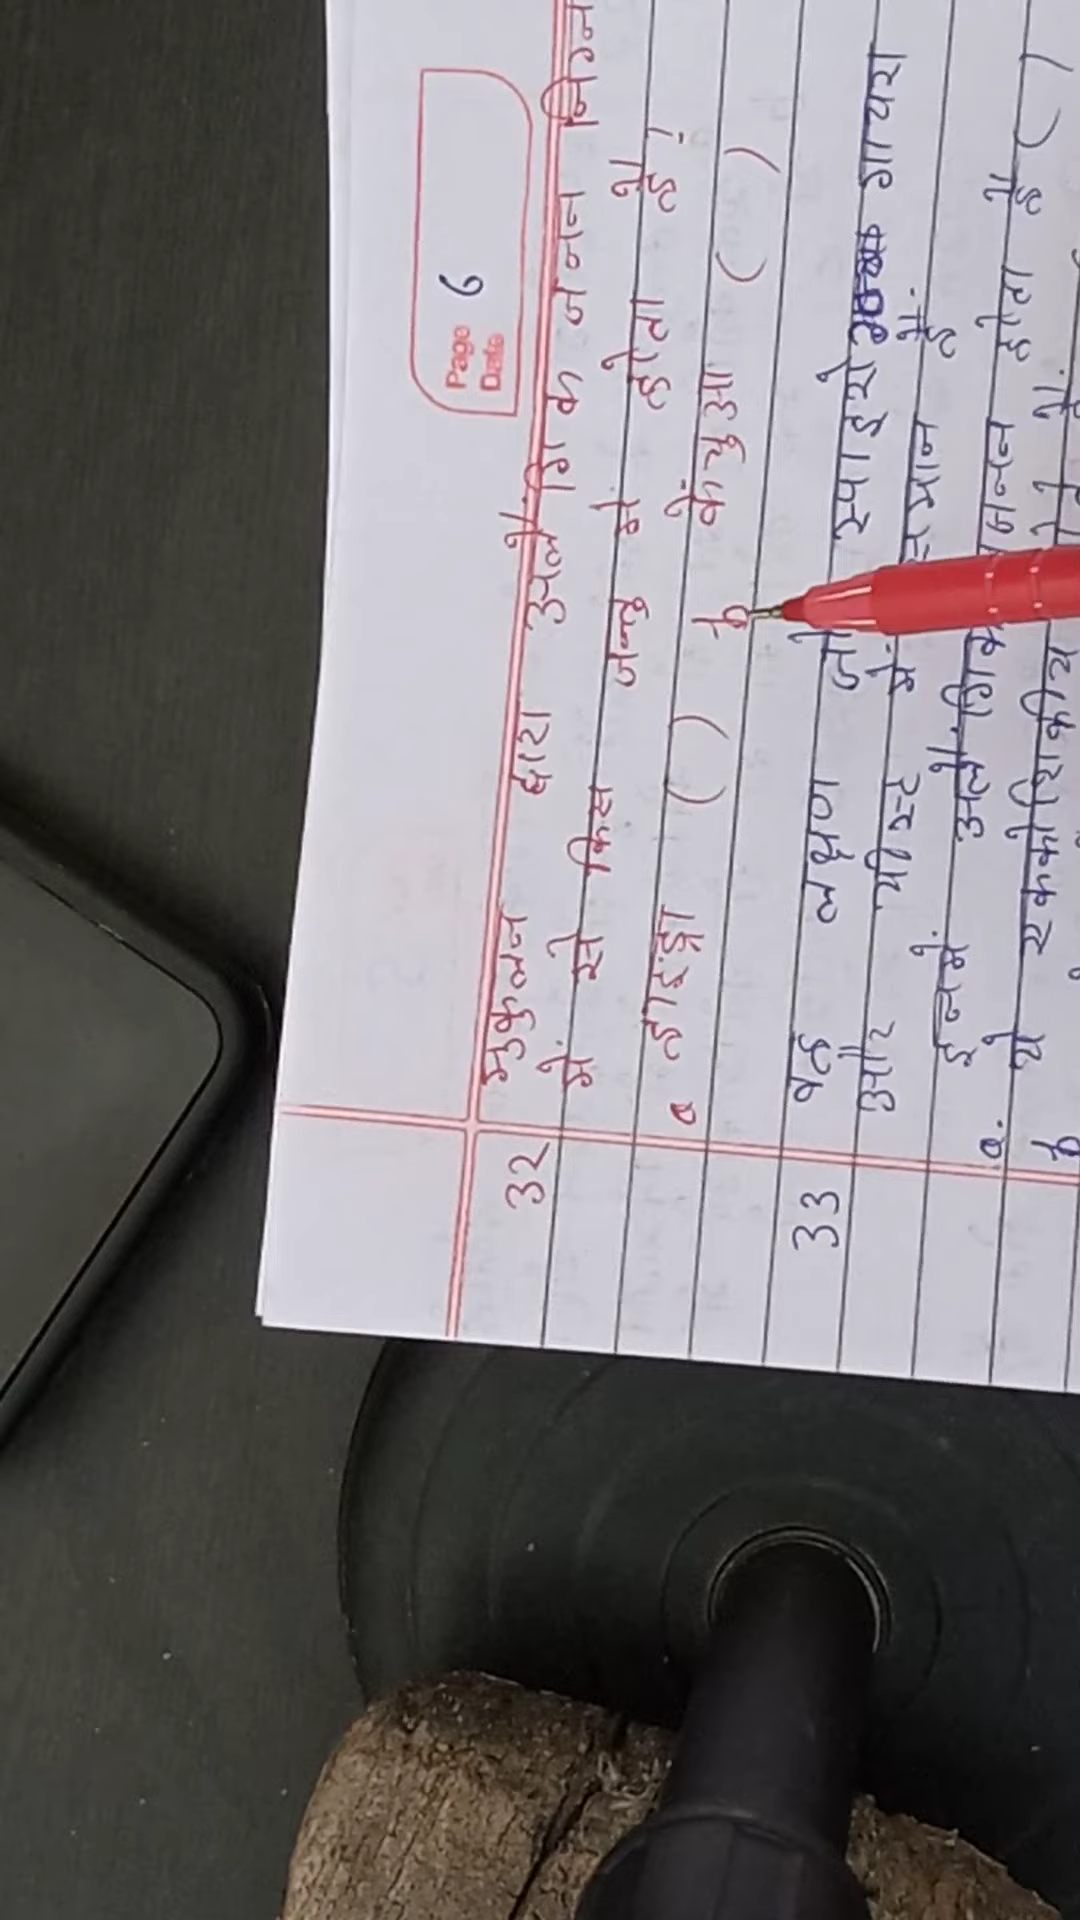 Page 6
Date
32 मुकुलन द्वारा अलैंगिक जनन निम्न
में से किस जन्तु में होता है?
a हाइड्रा ( ) b केंचुआ ( )
33 वह लक्षण जो स्पाइरोगायरा
और यीस्ट में समान है.
a. इनमें अलैंगिक जनन होता है ( )
b ये एककोशिकीय